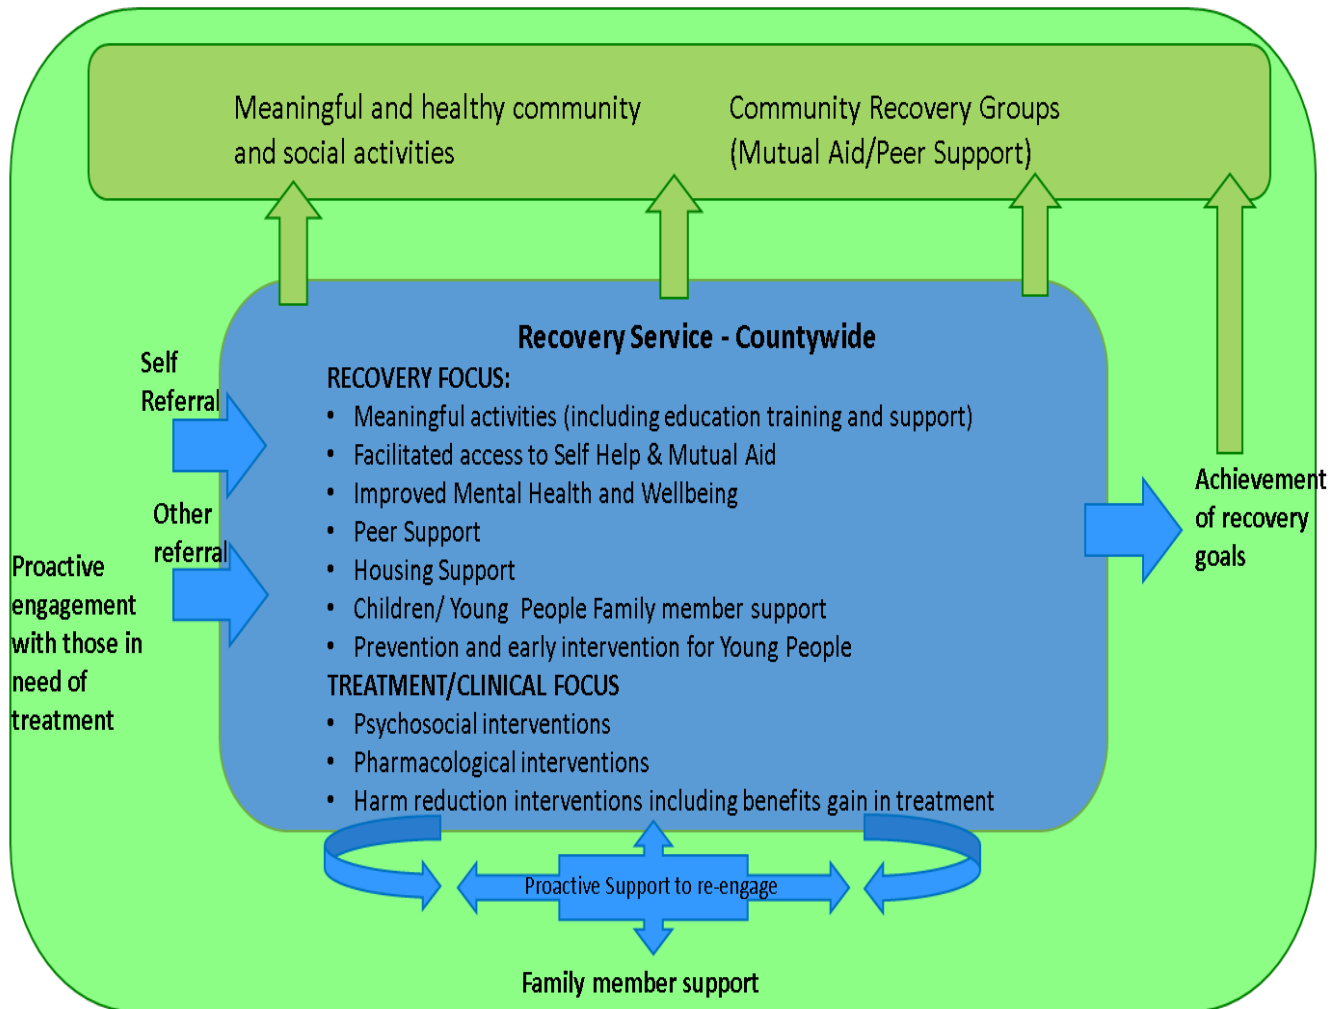 Meaningful and healthy community
and social activities
Community Recovery Groups
(Mutual Aid/Peer Support)
Recovery Service - Countywide
RECOVERY FOCUS:
• Meaningful activities (including education training and support)
• Facilitated access to Self Help & Mutual Aid
• Improved Mental Health and Wellbeing
• Peer Support
• Housing Support
• Children/ Young  People Family member support
• Prevention and early intervention for Young People
TREATMENT/CLINICAL FOCUS
• Psychosocial interventions
• Pharmacological interventions
• Harm reduction interventions including benefits gain in treatment
Self
Referral
Other
referral
Proactive
engagement
with those in
need of
treatment
Achievement
of recovery
goals
Proactive Support to re-engage
Family member support